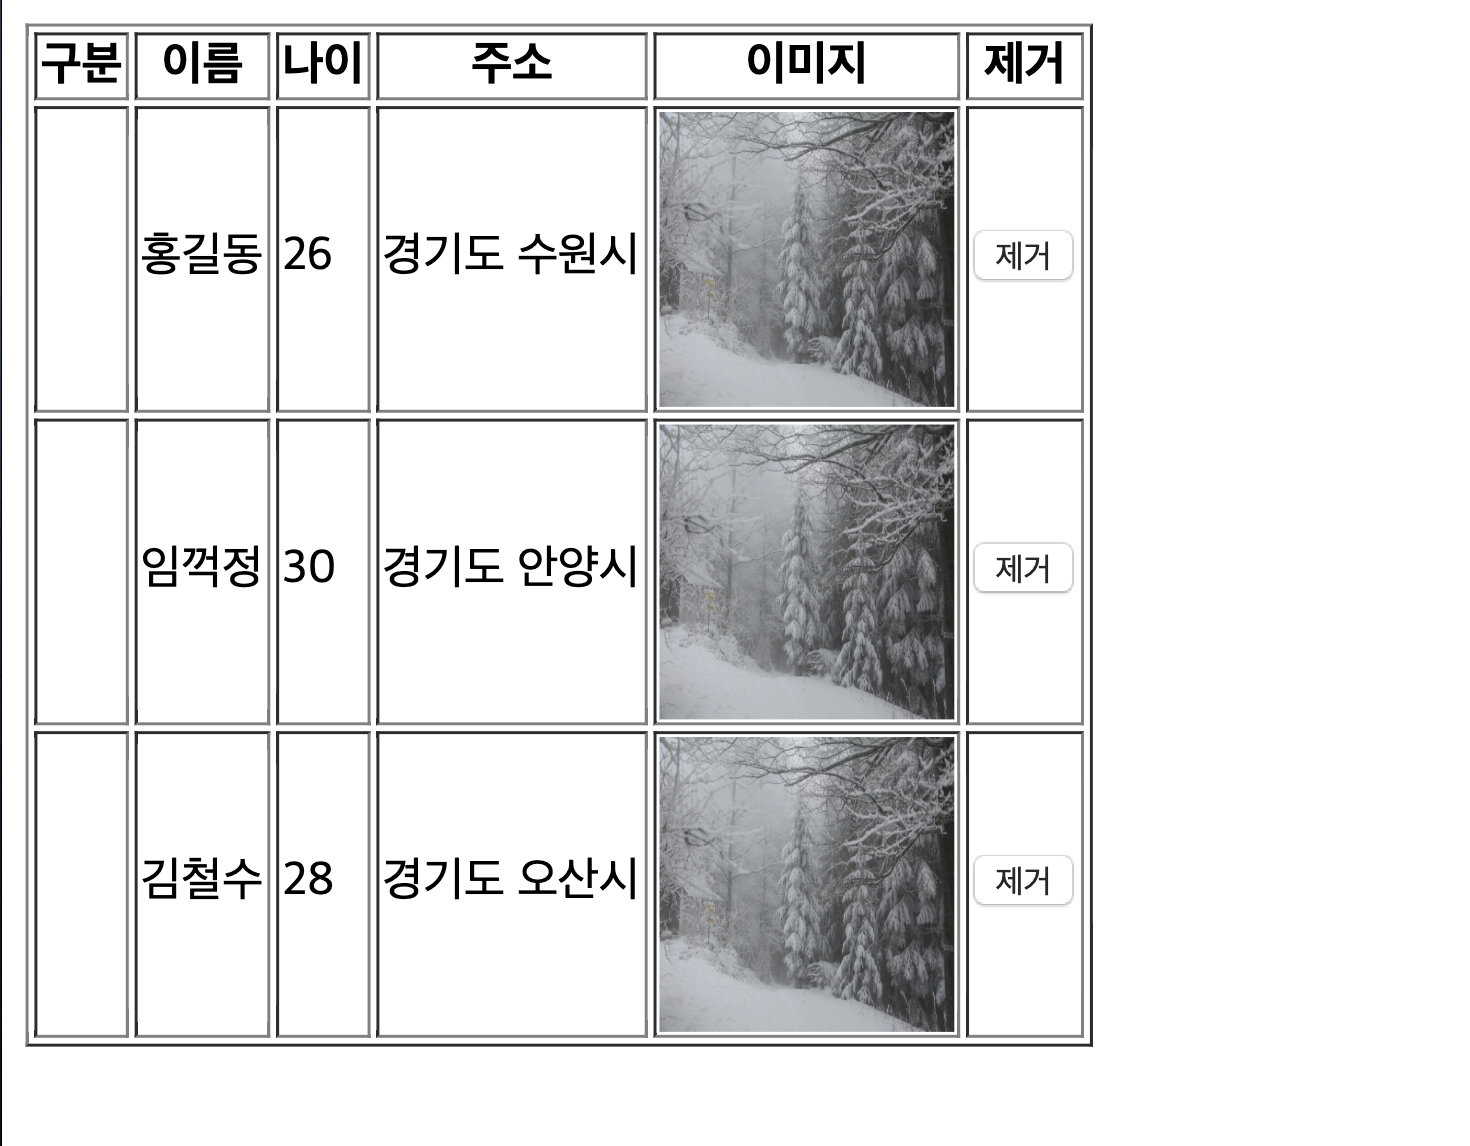 구분 이름 나이 주소 이미지 제거
홍길동 26 경기도 수원시 제거
임꺽정 30 경기도 안양시 제거
김철수 28 경기도 오산시 제거